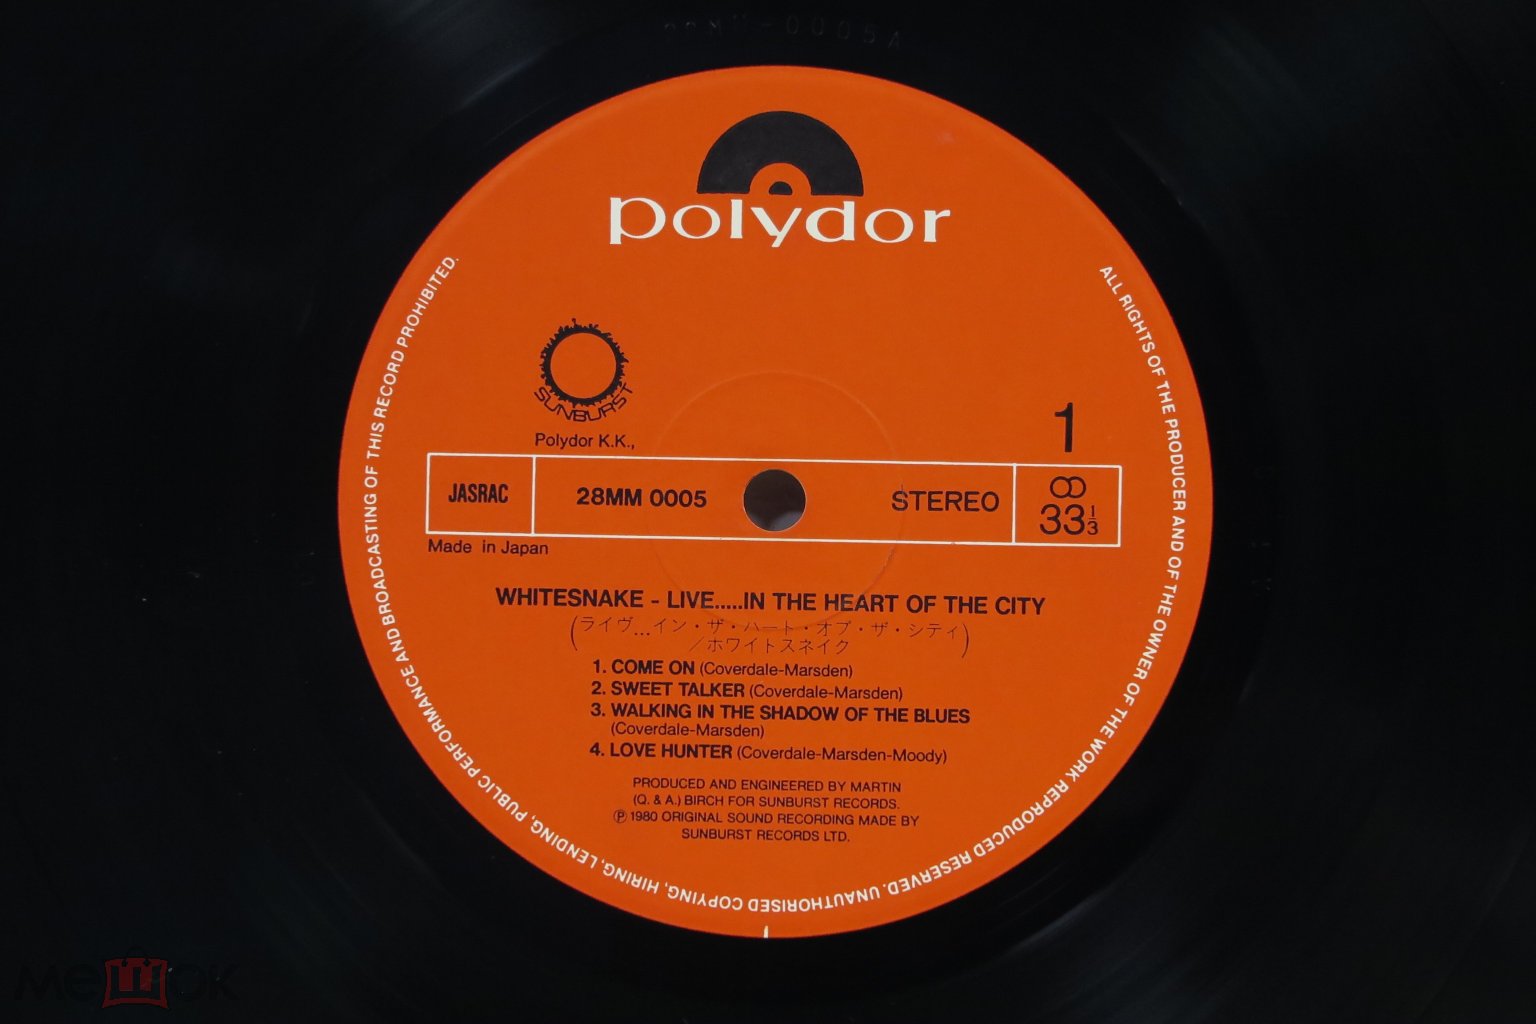 polydor
SUNBURST
Polydor K.K.,
1
JASRAC
28MM 0005
STEREO
33 1/3
Made in Japan
WHITESNAKE - LIVE.....IN THE HEART OF THE CITY
(ライヴ...イン・ザ・ハート・オブ・ザ・シティ
／ホワイトスネイク)
1. COME ON (Coverdale-Marsden)
2. SWEET TALKER (Coverdale-Marsden)
3. WALKING IN THE SHADOW OF THE BLUES
(Coverdale-Marsden)
4. LOVE HUNTER (Coverdale-Marsden-Moody)
PRODUCED AND ENGINEERED BY MARTIN
(Q. & A.) BIRCH FOR SUNBURST RECORDS.
℗ 1980 ORIGINAL SOUND RECORDING MADE BY
SUNBURST RECORDS LTD.
ALL RIGHTS OF THE PRODUCER AND OF THE OWNER OF THE WORK REPRODUCED RESERVED. UNAUTHORISED COPYING, HIRING, LENDING, PUBLIC PERFORMANCE AND BROADCASTING OF THIS RECORD PROHIBITED.
мешок